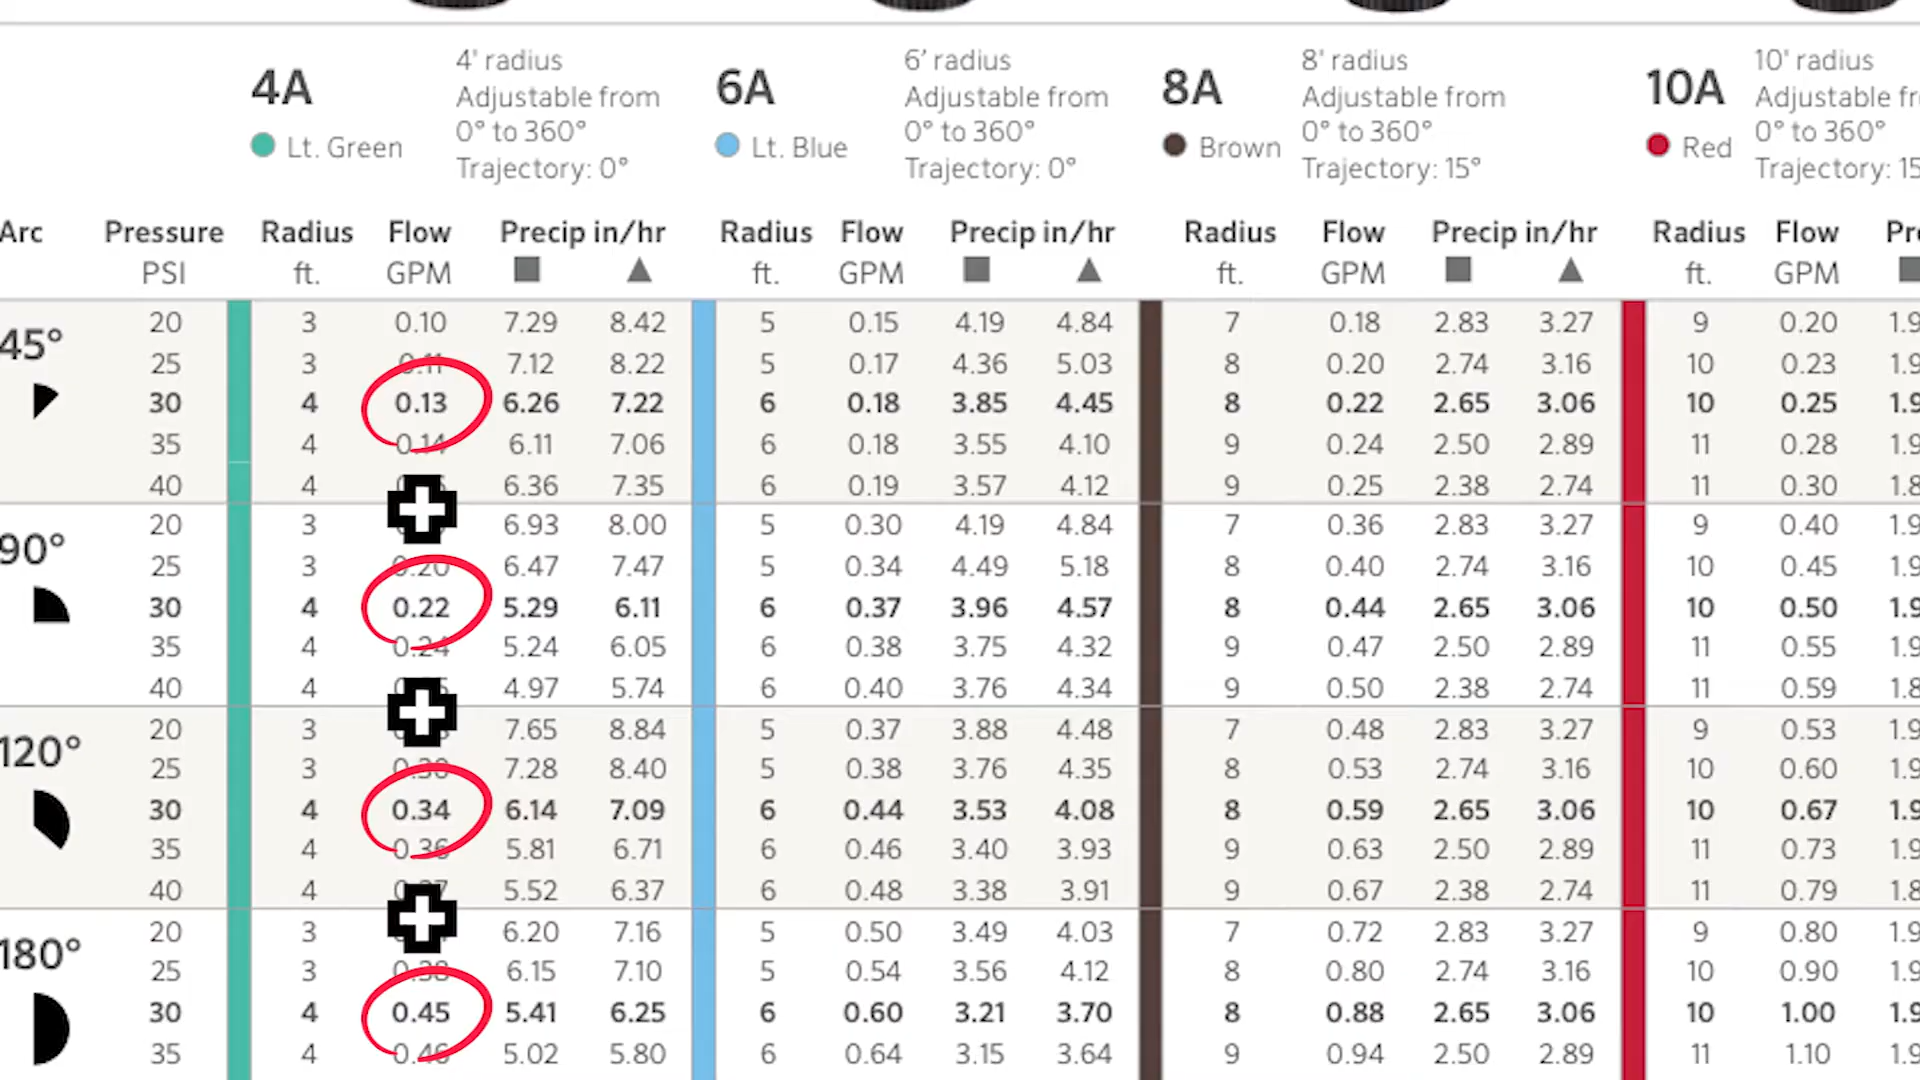 4A 4' radius 6A 6' radius 8A 8' radius 10A 10' radius
Adjustable from Adjustable from Adjustable from Adjustable
0° to 360° 0° to 360° 0° to 360° 0° to 360°
Lt. Green Lt. Blue Brown Red
Trajectory: 0° Trajectory: 0° Trajectory: 15° Trajectory:
Arc Pressure Radius Flow Precip in/hr Radius Flow Precip in/hr Radius Flow Precip in/hr Radius Flow
PSI ft. GPM ft. GPM ft. GPM ft. GPM
45° 20 3 0.10 7.29 8.42 5 0.15 4.19 4.84 7 0.18 2.83 3.27 9 0.20
25 3 0.11 7.12 8.22 5 0.17 4.36 5.03 8 0.20 2.74 3.16 10 0.23
30 4 0.13 6.26 7.22 6 0.18 3.85 4.45 8 0.22 2.65 3.06 10 0.25
35 4 0.14 6.11 7.06 6 0.18 3.55 4.10 9 0.24 2.50 2.89 11 0.28
40 4 6.36 7.35 6 0.19 3.57 4.12 9 0.25 2.38 2.74 11 0.30
90° 20 3 6.93 8.00 5 0.30 4.19 4.84 7 0.36 2.83 3.27 9 0.40
25 3 0.20 6.47 7.47 5 0.34 4.49 5.18 8 0.40 2.74 3.16 10 0.45
30 4 0.22 5.29 6.11 6 0.37 3.96 4.57 8 0.44 2.65 3.06 10 0.50
35 4 0.24 5.24 6.05 6 0.38 3.75 4.32 9 0.47 2.50 2.89 11 0.55
40 4 4.97 5.74 6 0.40 3.76 4.34 9 0.50 2.38 2.74 11 0.59
120° 20 3 7.65 8.84 5 0.37 3.88 4.48 7 0.48 2.83 3.27 9 0.53
25 3 0.30 7.28 8.40 5 0.38 3.76 4.35 8 0.53 2.74 3.16 10 0.60
30 4 0.34 6.14 7.09 6 0.44 3.53 4.08 8 0.59 2.65 3.06 10 0.67
35 4 0.36 5.81 6.71 6 0.46 3.40 3.93 9 0.63 2.50 2.89 11 0.73
40 4 5.52 6.37 6 0.48 3.38 3.91 9 0.67 2.38 2.74 11 0.79
180° 20 3 6.20 7.16 5 0.50 3.49 4.03 7 0.72 2.83 3.27 9 0.80
25 3 0.38 6.15 7.10 5 0.54 3.56 4.12 8 0.80 2.74 3.16 10 0.90
30 4 0.45 5.41 6.25 6 0.60 3.21 3.70 8 0.88 2.65 3.06 10 1.00
35 4 0.46 5.02 5.80 6 0.64 3.15 3.64 9 0.94 2.50 2.89 11 1.10